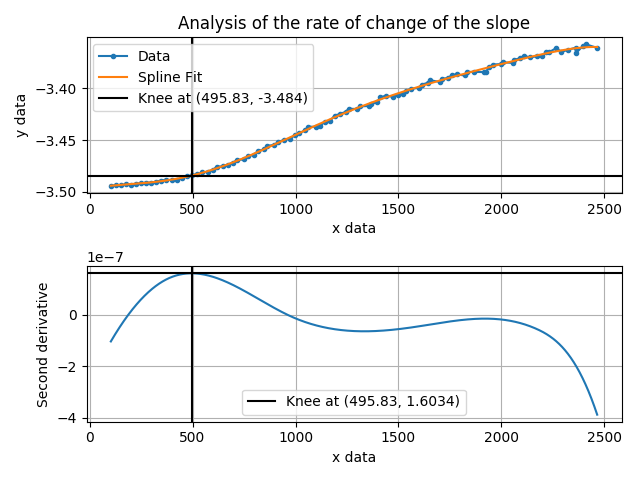 Analysis of the rate of change of the slope
y data
−3.40
−3.45
−3.50
Data
Spline Fit
Knee at (495.83, -3.484)
0 500 1000 1500 2000 2500
x data
1e−7
Second derivative
0
−2
−4
Knee at (495.83, 1.6034)
0 500 1000 1500 2000 2500
x data